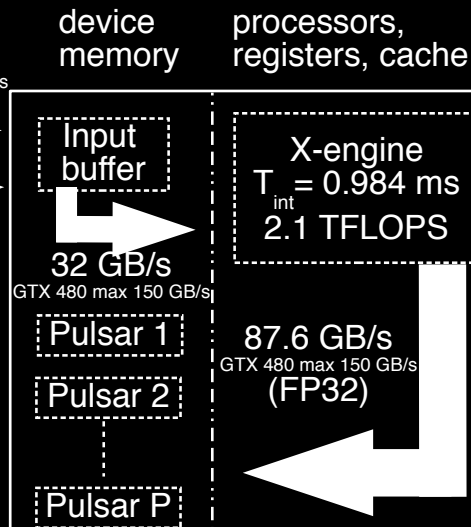 device
memory
processors,
registers, cache
s
Input
buffer
X-engine
T_int = 0.984 ms
2.1 TFLOPS
32 GB/s
GTX 480 max 150 GB/s
Pulsar 1
87.6 GB/s
GTX 480 max 150 GB/s
(FP32)
Pulsar 2
Pulsar P